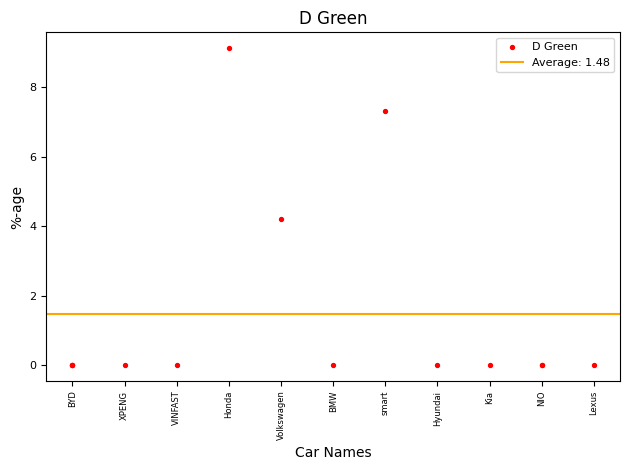 D Green
D Green
Average: 1.48
%-age
8
6
4
2
0
BYD
XPENG
VINFAST
Honda
Volkswagen
BMW
smart
Hyundai
Kia
NIO
Lexus
Car Names